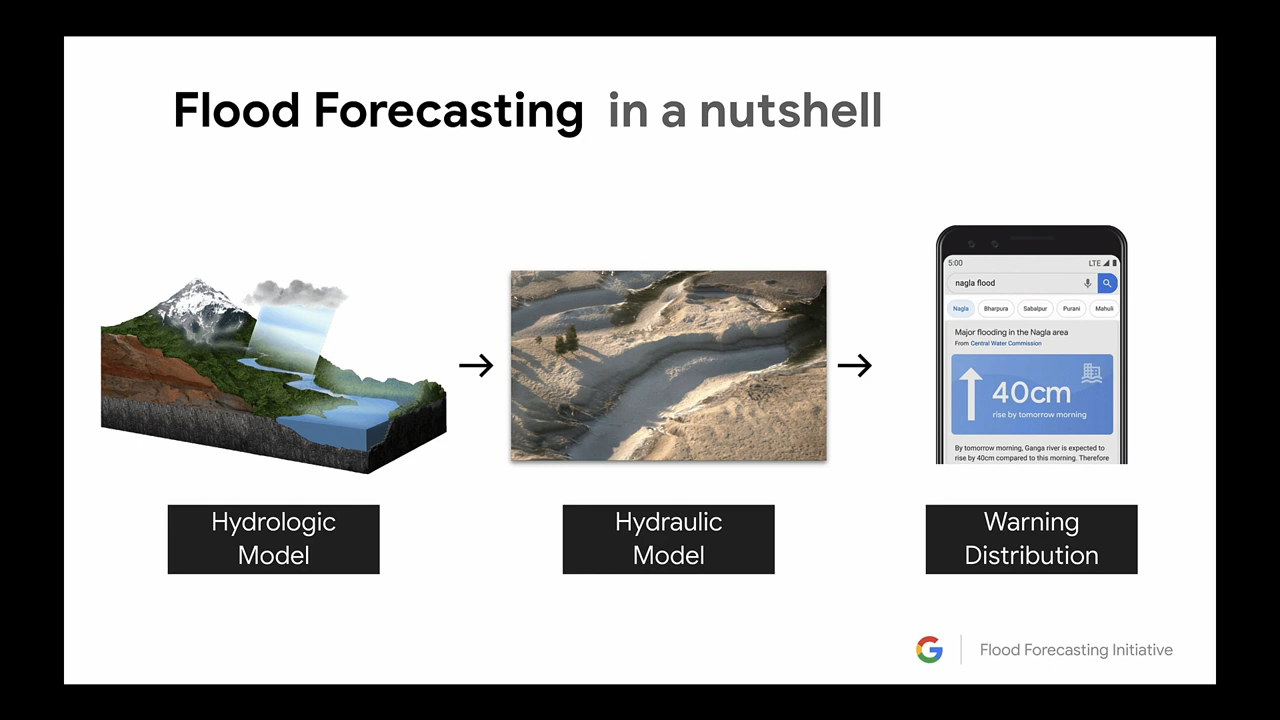 Flood Forecasting in a nutshell
5:00 LTE
nagla flood
Nagla Bharpura Sabalpur Purani Mahuli
Major flooding in the Nagla area
From Central Water Commission
40cm
rise by tomorrow morning
By tomorrow morning, Ganga river is expected to
rise by 40cm compared to this morning. Therefore
Hydrologic
Model
Hydraulic
Model
Warning
Distribution
G
Flood Forecasting Initiative